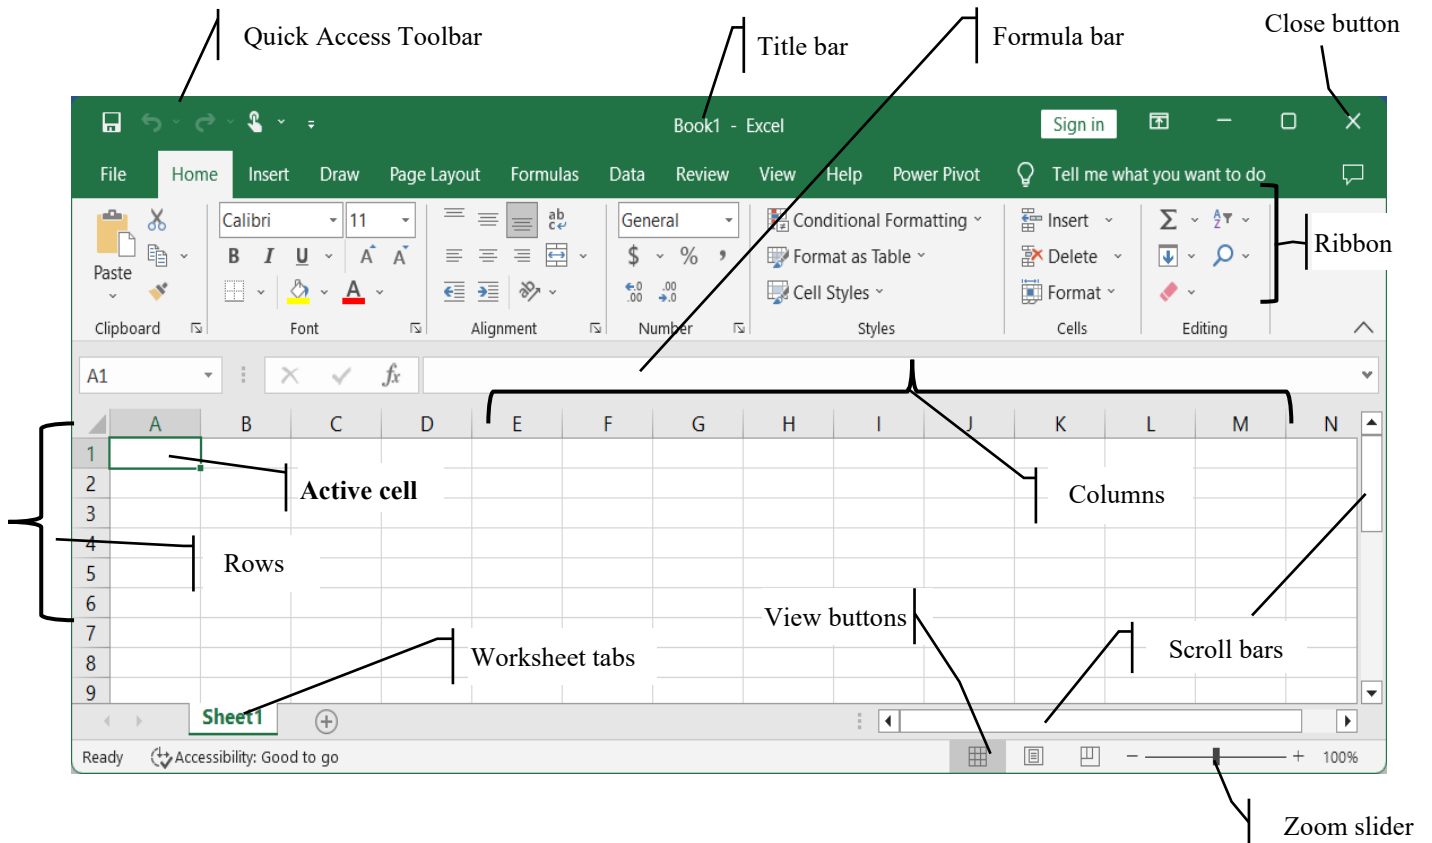 Quick Access Toolbar
Title bar
Formula bar
Close button
Book1 - Excel
Sign in
File Home Insert Draw Page Layout Formulas Data Review View Help Power Pivot Tell me what you want to do
Calibri 11 ab General Conditional Formatting Insert Σ A
c Z
B I U A A $ % , Format as Table Delete
Paste
A .00 .00 Cell Styles Format
Clipboard Font Alignment Number Styles Cells Editing
Ribbon
A1 fx
A B C D E F G H I J K L M N
1
2
Active cell
Columns
3
4
Rows
5
6
View buttons
7
Worksheet tabs
Scroll bars
8
9
Sheet1
Ready Accessibility: Good to go 100%
Zoom slider